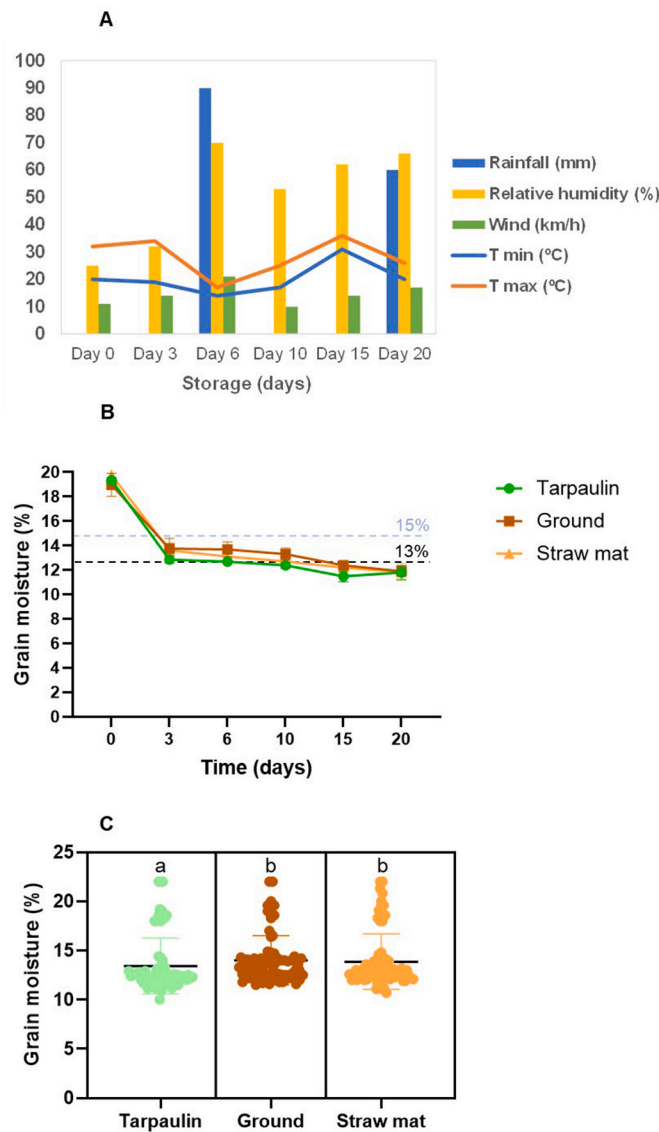 A
100
90
80
70
60
50
40
30
20
10
0
Day 0 Day 3 Day 6 Day 10 Day 15 Day 20
Storage (days)
Rainfall (mm)
Relative humidity (%)
Wind (km/h)
T min (ºC)
T max (ºC)
B
Grain moisture (%)
20
18
16
14
12
10
8
6
4
2
0
15%
13%
0 3 6 10 15 20
Time (days)
Tarpaulin
Ground
Straw mat
C
Grain moisture (%)
25
20
15
10
5
0
a b b
Tarpaulin Ground Straw mat